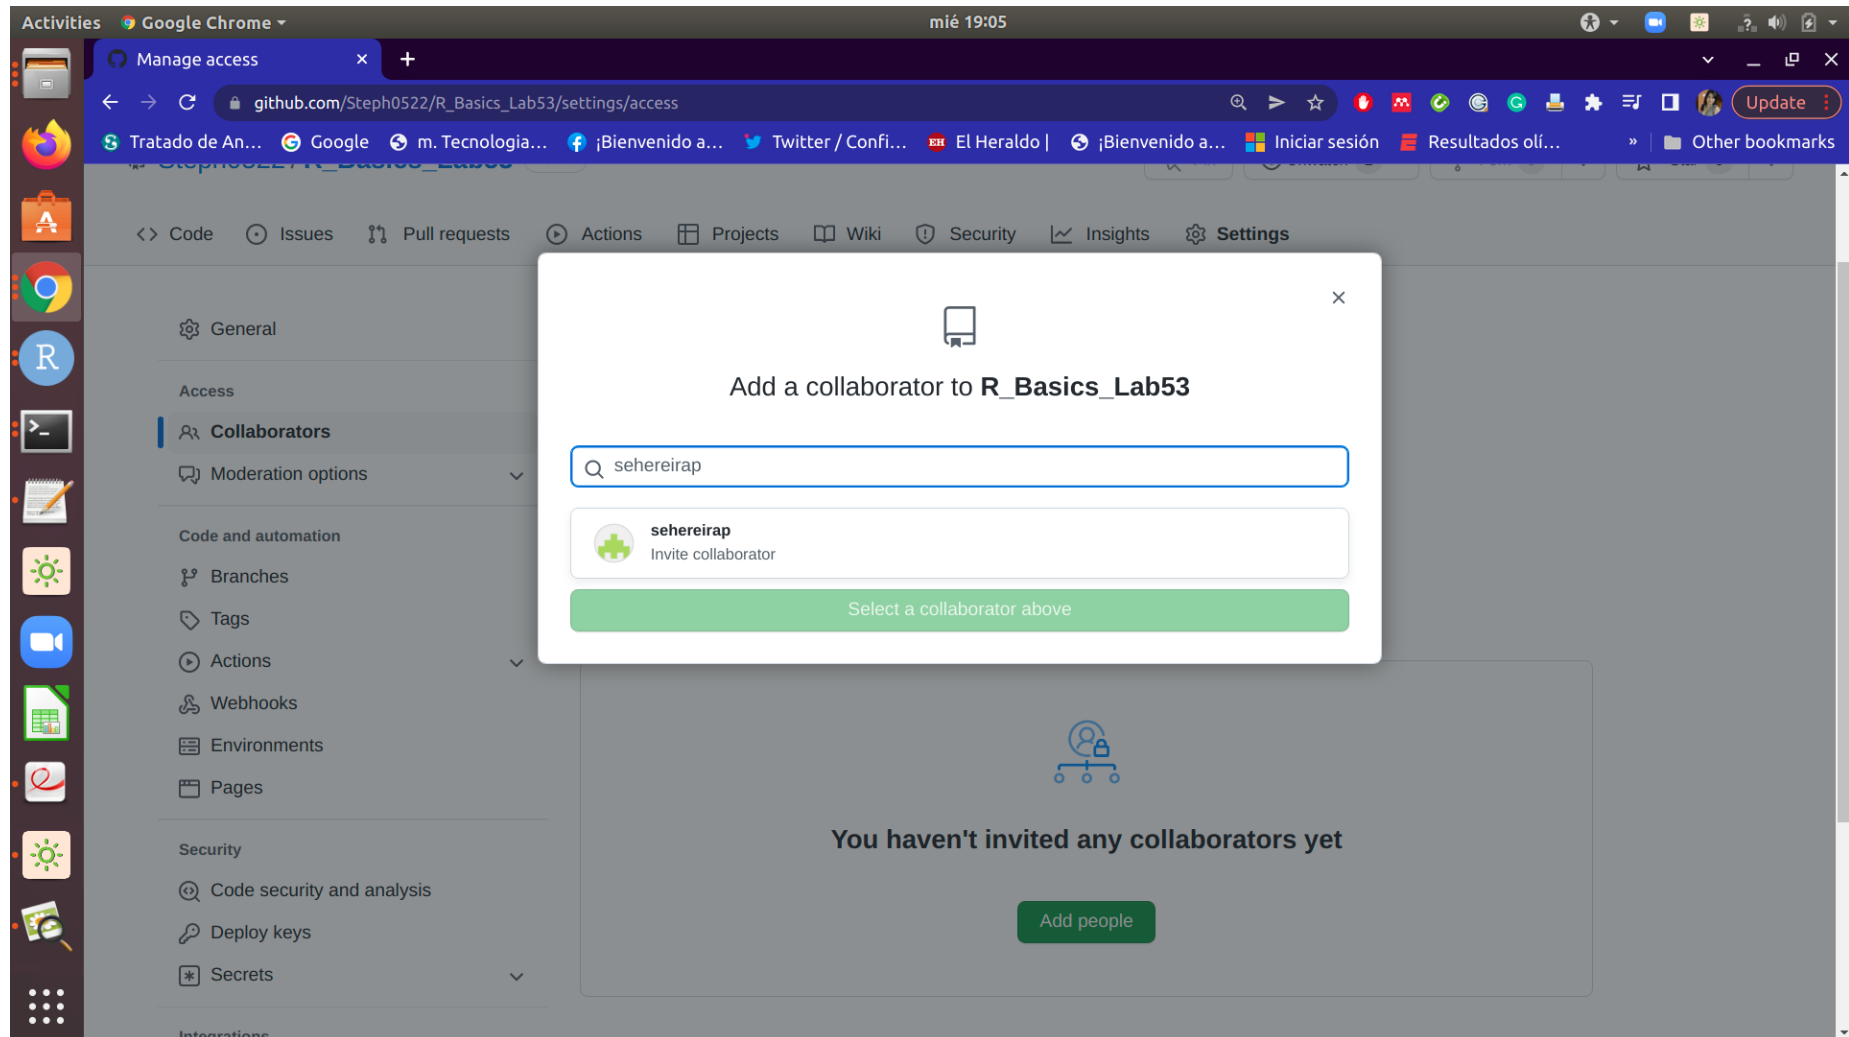 Activities Google Chrome mié 19:05
Manage access
github.com/Steph0522/R_Basics_Lab53/settings/access Update
Tratado de An... Google m. Tecnologia... ¡Bienvenido a... Twitter / Confi... El Heraldo | ¡Bienvenido a... Iniciar sesión Resultados olí... » Other bookmarks
Steph0522 / R_Basics_Lab53
Code Issues Pull requests Actions Projects Wiki Security Insights Settings
General
Access
Collaborators
Moderation options
Code and automation
Branches
Tags
Actions
Webhooks
Environments
Pages
Security
Code security and analysis
Deploy keys
Secrets
Integrations
Add a collaborator to R_Basics_Lab53
sehereirap
sehereirap
Invite collaborator
Select a collaborator above
You haven't invited any collaborators yet
Add people